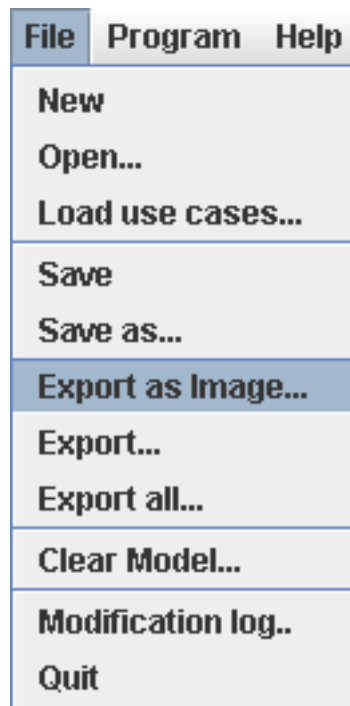 File Program Help
New
Open...
Load use cases...
Save
Save as...
Export as Image...
Export...
Export all...
Clear Model...
Modification log..
Quit